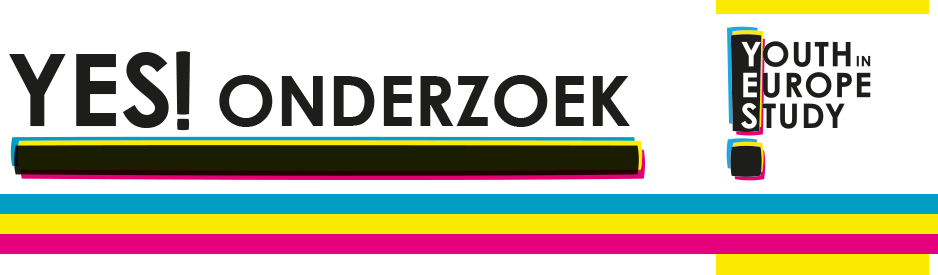 YES! ONDERZOEK
YOUTH IN
EUROPE
STUDY